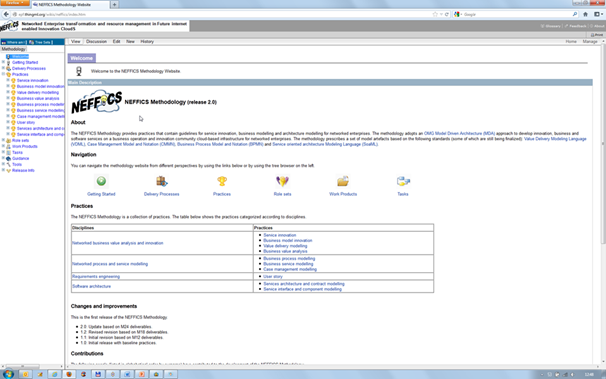 NEFFICS Methodology Website
Google
NEFFICS
Networked Enterprise transFormation and resource management in Future Internet
enabled Innovation CloudS
Where am I
Tree Sets
Print
Methodology
View Discussion Edit New History
Home Manage
Welcome
Getting Started
Delivery Processes
Practices
Service innovation
Business model innovation
Value delivery modelling
Business value analysis
Business process modelling
Business service modelling
Case management modelling
User story
Services architecture and c
Service interface and comp
Role sets
Work Products
Tasks
Guidance
Tools
Release info
Welcome
Welcome to the NEFFICS Methodology Website.
Main Description
NEFFICS
NEFFICS Methodology (release 2.0)
About
The NEFFICS Methodology provides practices that contain guidelines for service innovation, business modelling and architecture modelling for networked enterprises. The methodology adopts an OMG Model Driven Architecture (MDA) approach to develop innovation, business and
software services on a business operation and innovation community cloud-based infrastructure for networked enterprises. The methodology prescribes a set of model artefacts based on the following standards (some of which are still being finalized): Value Delivery Modeling Language
(VDML), Case Management Model and Notation (CMMN), Business Process Model and Notation (BPMN) and Service oriented architecture Modeling Language (SoaML).
Navigation
You can navigate the methodology website from different perspectives by using the links below or by using the tree browser on the left.
Getting Started Delivery Processes Practices Role sets Work Products Tasks
Practices
The NEFFICS Methodology is a collection of practices. The table below shows the practices categorized according to disciplines.
Disciplines Practices
Networked business value analysis and innovation
Service innovation
Business model innovation
Value delivery modelling
Business value analysis
Networked process and service modelling
Business process modelling
Business service modelling
Case management modelling
Requirements engineering
User story
Software architecture
Services architecture and contract modelling
Service interface and component modelling
Changes and improvements
This is the first release of the NEFFICS Methodology
2.0 Update based on M24 deliverables.
1.2 Revised revision based on M18 deliverables.
1.1 Initial revision based on M12 deliverables.
1.0 Initial release with baseline practices.
Contributions